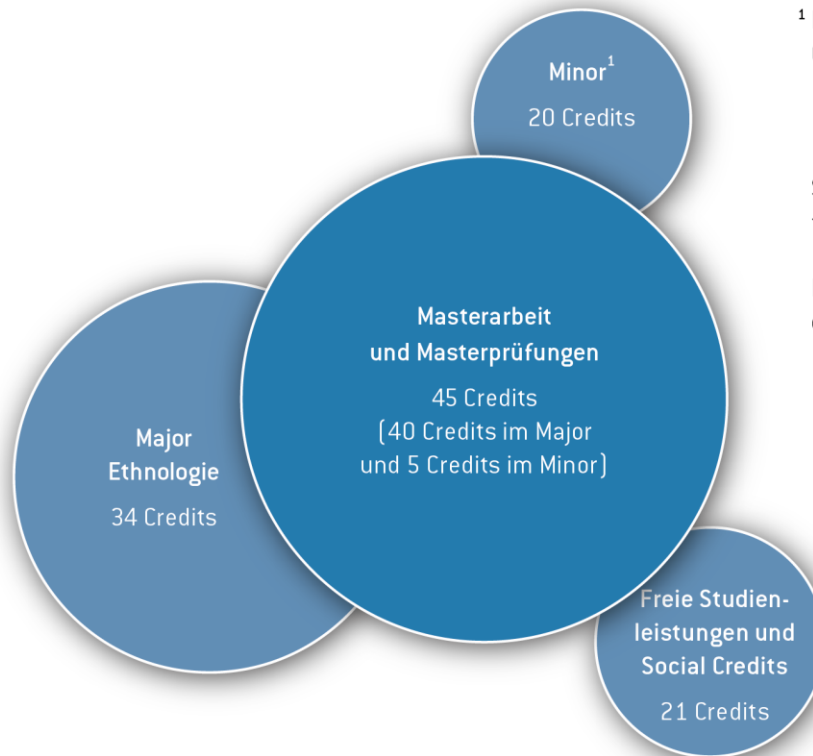 Minor¹
20 Credits
Masterarbeit
und Masterprüfungen
45 Credits
(40 Credits im Major
und 5 Credits im Minor)
Major
Ethnologie
34 Credits
Freie Studien-
leistungen und
Social Credits
21 Credits
1